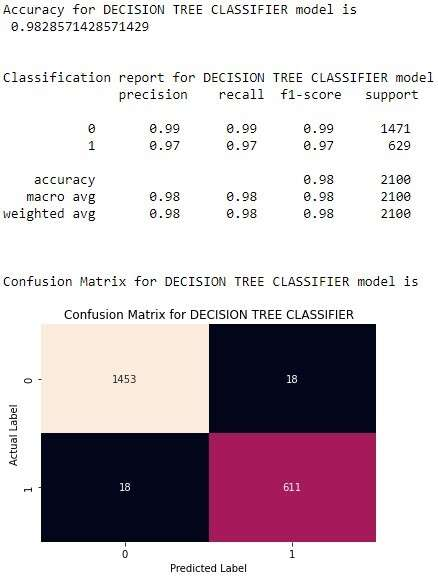 Accuracy for DECISION TREE CLASSIFIER model is
0.9828571428571429
Classification report for DECISION TREE CLASSIFIER model
precision recall f1-score support
0 0.99 0.99 0.99 1471
1 0.97 0.97 0.97 629
accuracy 0.98 2100
macro avg 0.98 0.98 0.98 2100
weighted avg 0.98 0.98 0.98 2100
Confusion Matrix for DECISION TREE CLASSIFIER model is
Confusion Matrix for DECISION TREE CLASSIFIER
0 1453 18
Actual Label
1 18 611
0 1
Predicted Label